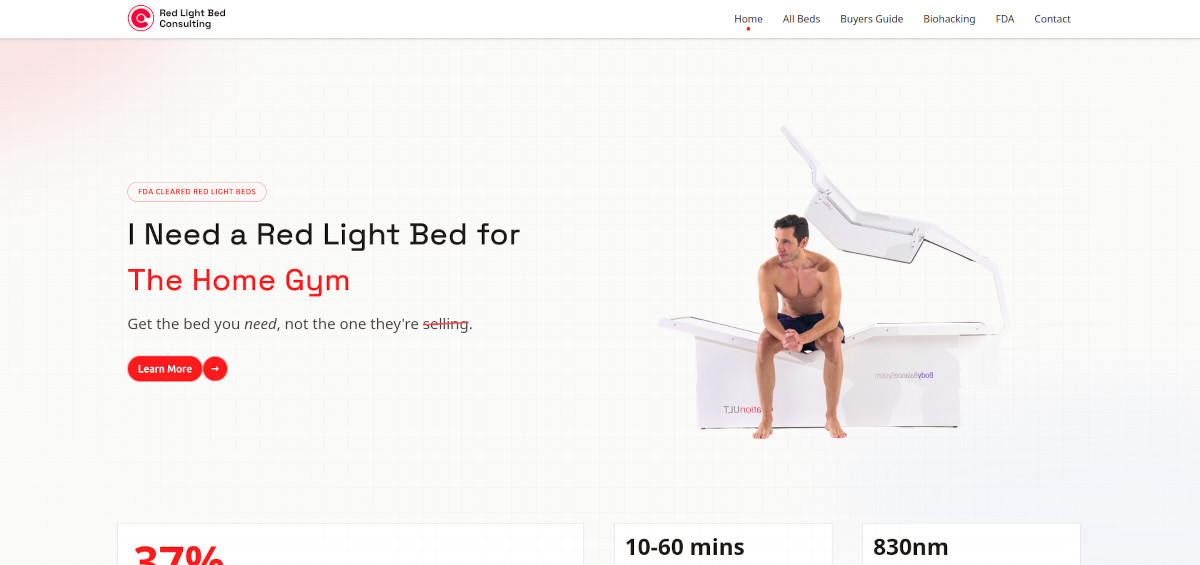 Red Light Bed
Consulting
Home
All Beds
Buyers Guide
Biohacking
FDA
Contact
FDA CLEARED RED LIGHT BEDS
I Need a Red Light Bed for
The Home Gym
Get the bed you need, not the one they're selling.
Learn More →
37%
10-60 mins
830nm